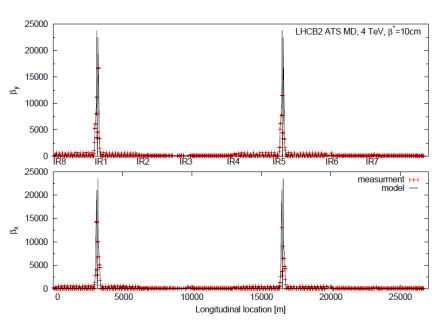 LHCB2 ATS MD, 4 TeV, β*=10cm
25000
20000
15000
10000
5000
0
βy
IR8 IR1 IR2 IR3 IR4 IR5 IR6 IR7
measurment
model
25000
20000
15000
10000
5000
0
βx
0 5000 10000 15000 20000 25000
Longitudinal location [m]